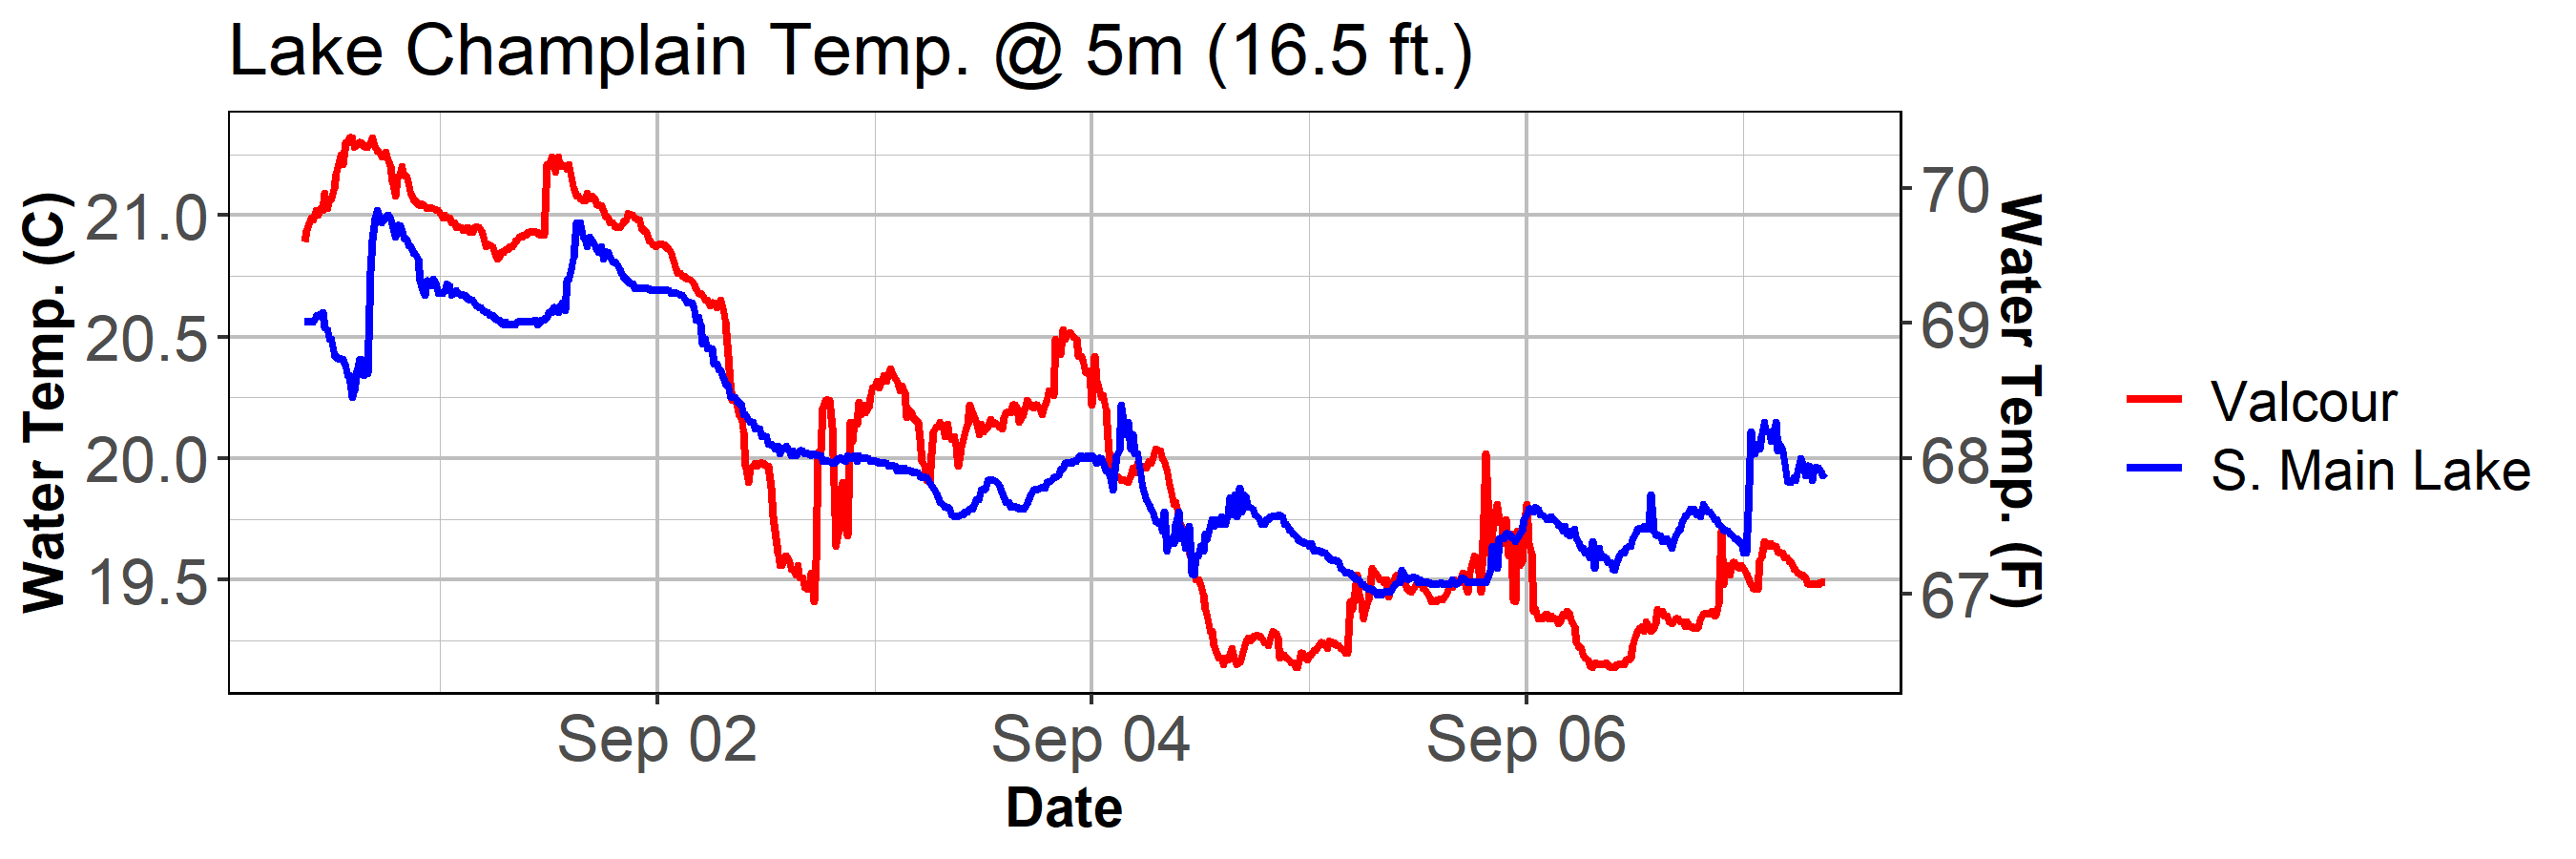 Lake Champlain Temp. @ 5m (16.5 ft.)
Water Temp. (C)
21.0
20.5
20.0
19.5
70
69
68
67
Water Temp. (F)
Sep 02
Sep 04
Sep 06
Date
Valcour
S. Main Lake